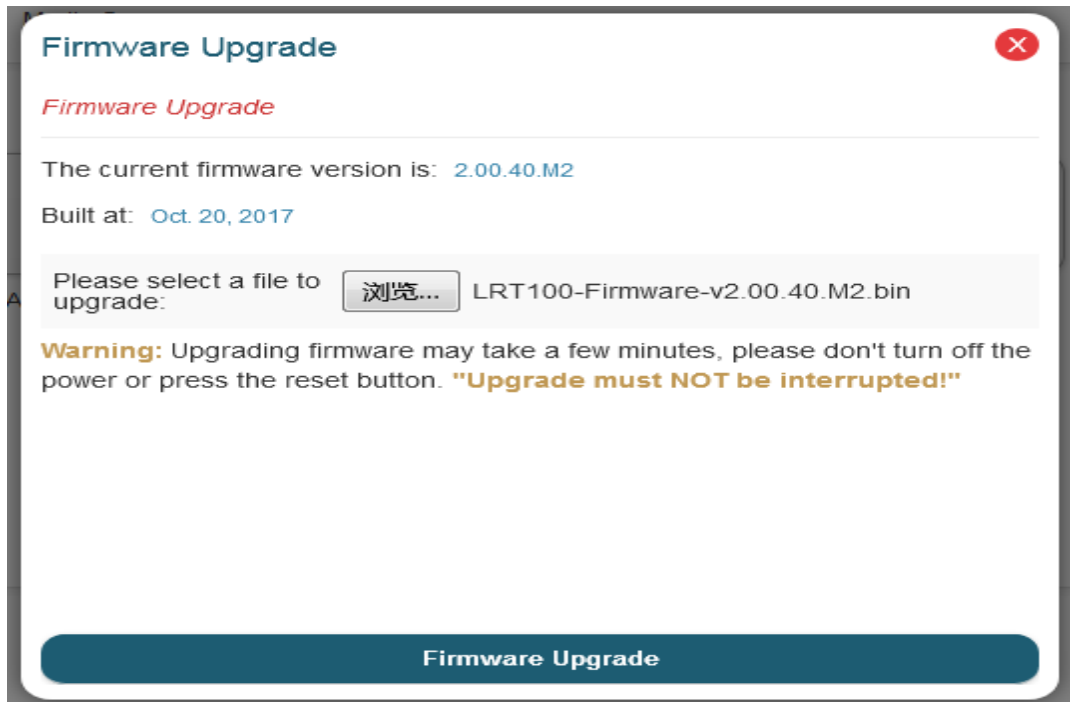 Firmware Upgrade
Firmware Upgrade
The current firmware version is: 2.00.40.M2
Built at: Oct. 20, 2017
Please select a file to
upgrade:
浏览... LRT100-Firmware-v2.00.40.M2.bin
Warning: Upgrading firmware may take a few minutes, please don't turn off the
power or press the reset button. "Upgrade must NOT be interrupted!"
Firmware Upgrade